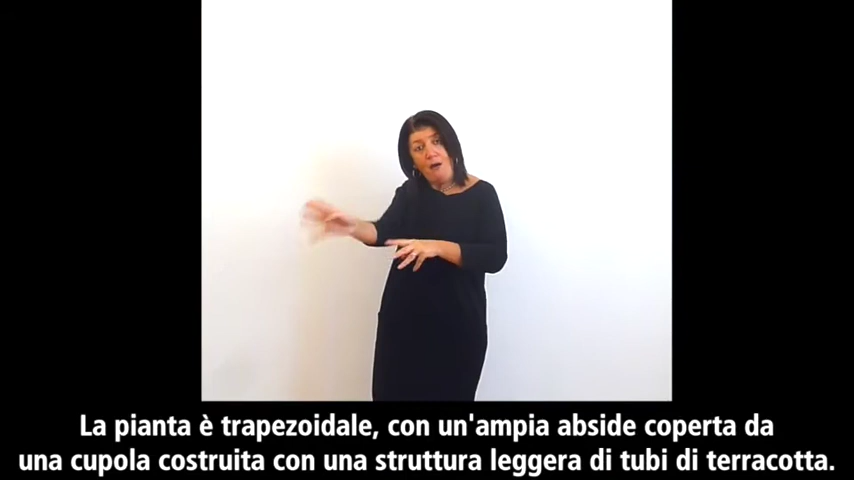 La pianta è trapezoidale, con un'ampia abside coperta da
una cupola costruita con una struttura leggera di tubi di terracotta.